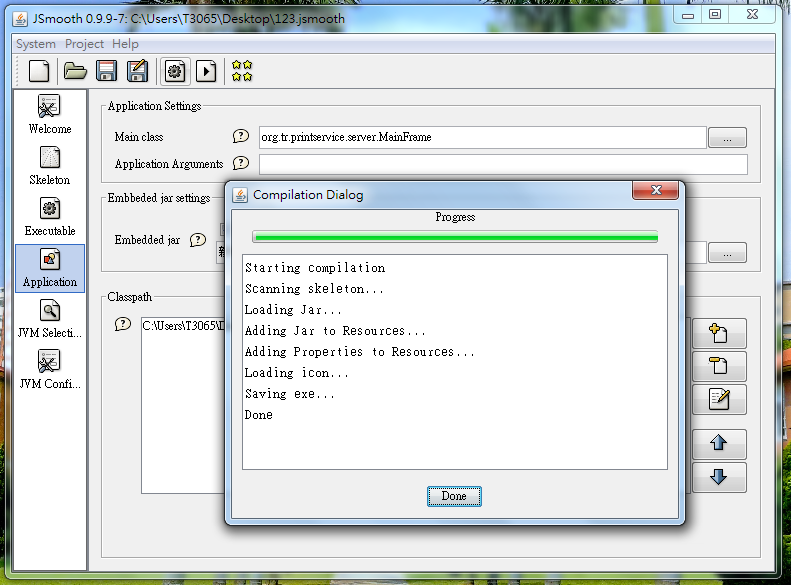 JSmooth 0.9.9-7: C:\Users\T3065\Desktop\123.jsmooth
System Project Help
Welcome
Skeleton
Executable
Application
JVM Selecti...
JVM Confi...
Application Settings
Main class
org.tr.printservice.server.MainFrame
...
Application Arguments
Embbeded jar settings
Embedded jar
...
Classpath
C:\Users\T3065\
Compilation Dialog
Progress
Starting compilation
Scanning skeleton...
Loading Jar...
Adding Jar to Resources...
Adding Properties to Resources...
Loading icon...
Saving exe...
Done
Done